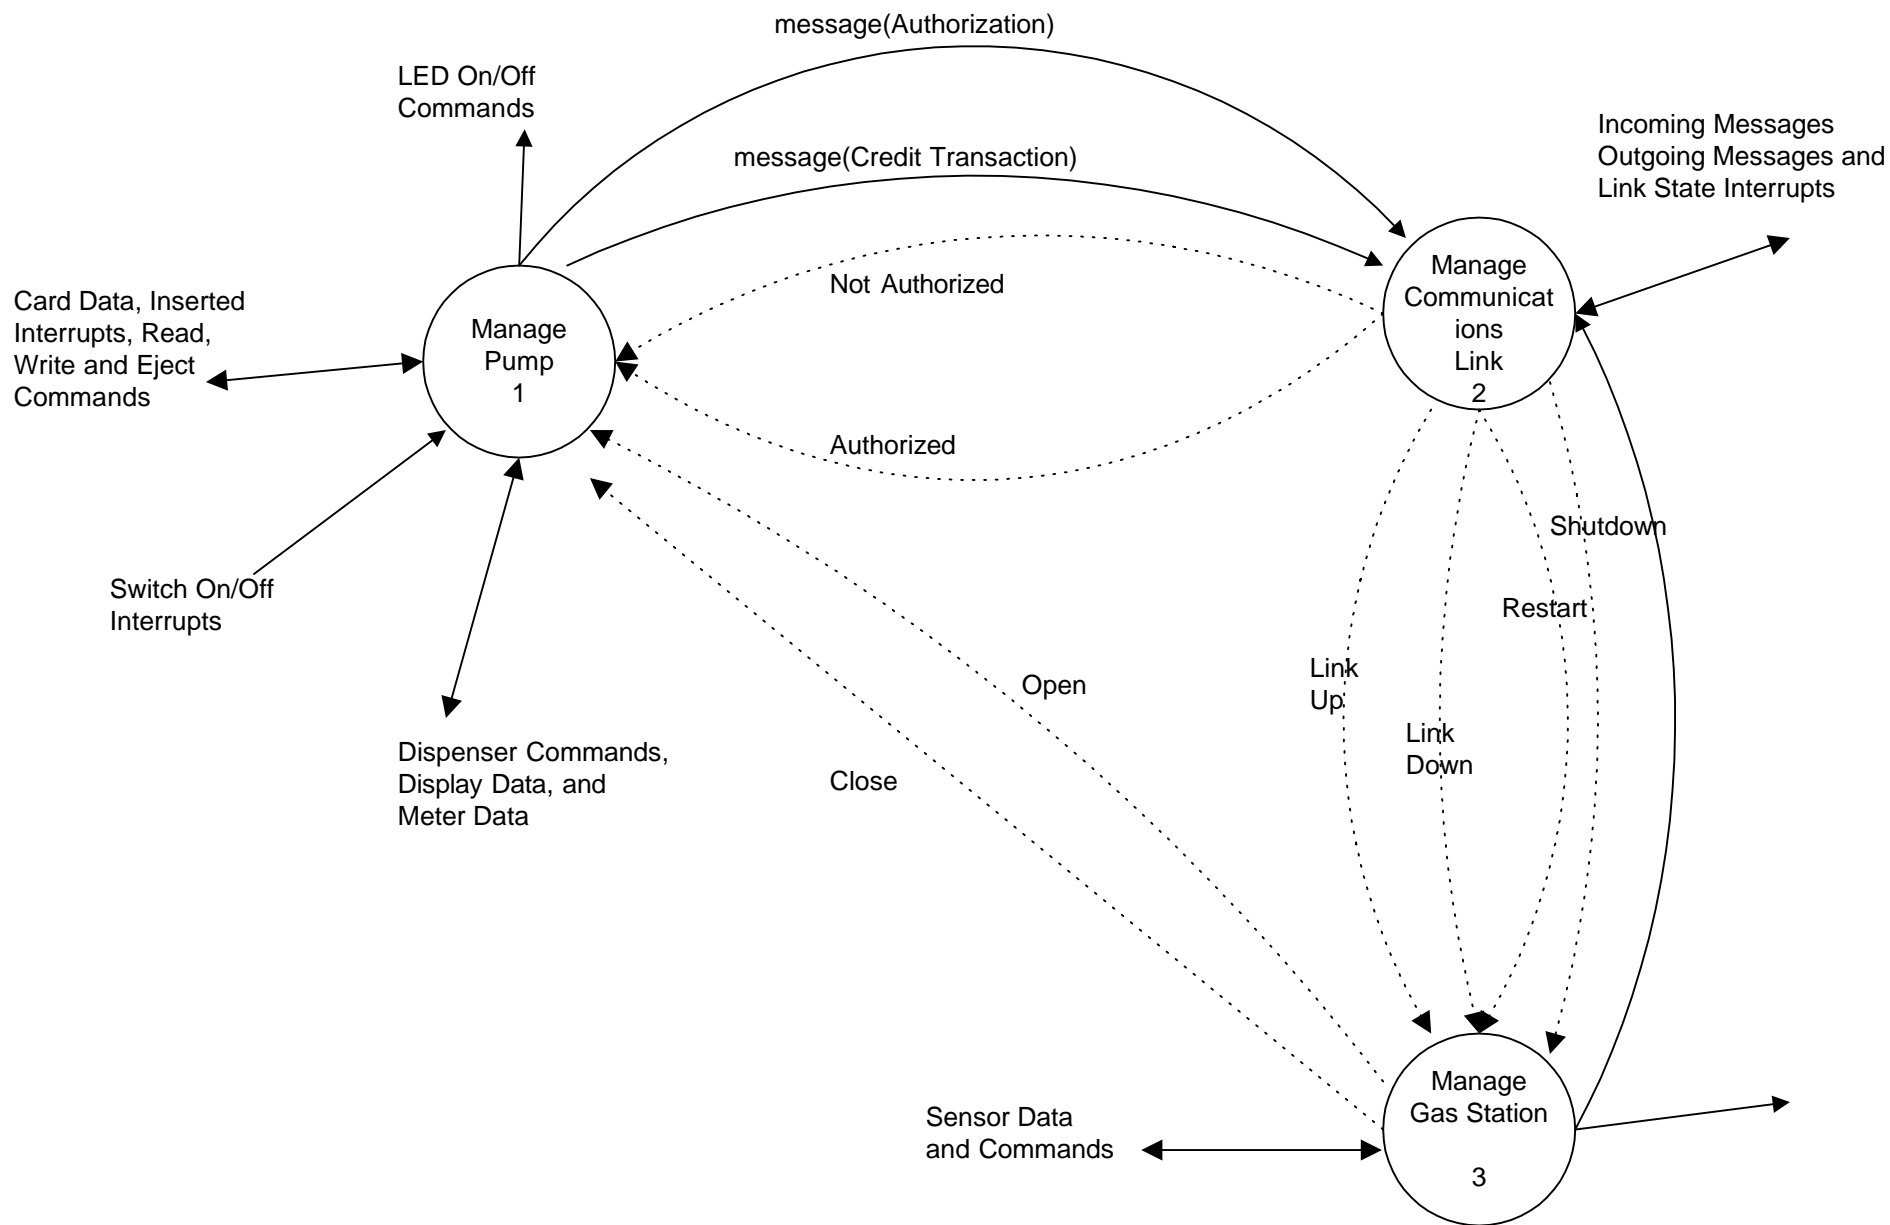 message(Authorization)
LED On/Off
Commands
message(Credit Transaction)
Incoming Messages
Outgoing Messages and
Link State Interrupts
Manage
Communicat
ions
Link
2
Not Authorized
Card Data, Inserted
Interrupts, Read,
Write and Eject
Commands
Manage
Pump
1
Authorized
Shutdown
Switch On/Off
Interrupts
Restart
Link
Up
Open
Link
Down
Dispenser Commands,
Display Data, and
Meter Data
Close
Manage
Gas Station
3
Sensor Data
and Commands